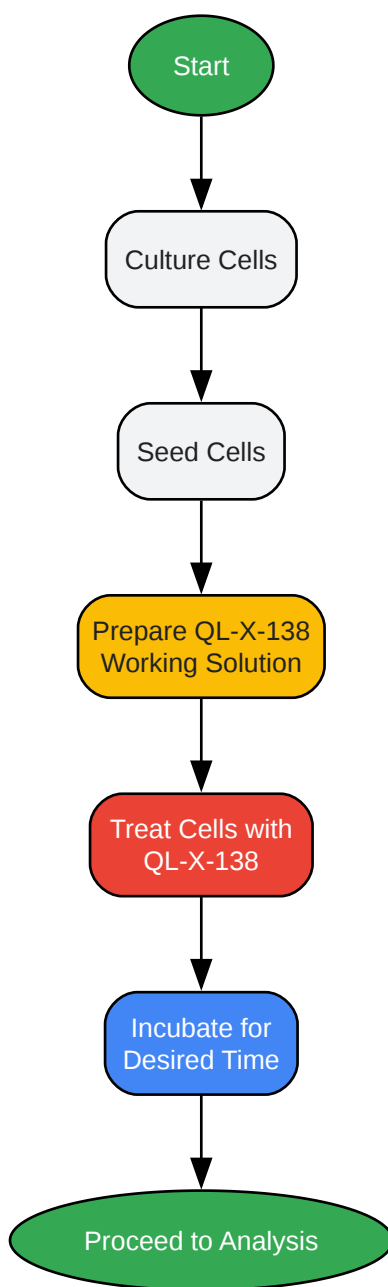 Start
Culture Cells
Seed Cells
Prepare QL-X-138
Working Solution
Treat Cells with
QL-X-138
Incubate for
Desired Time
Proceed to Analysis